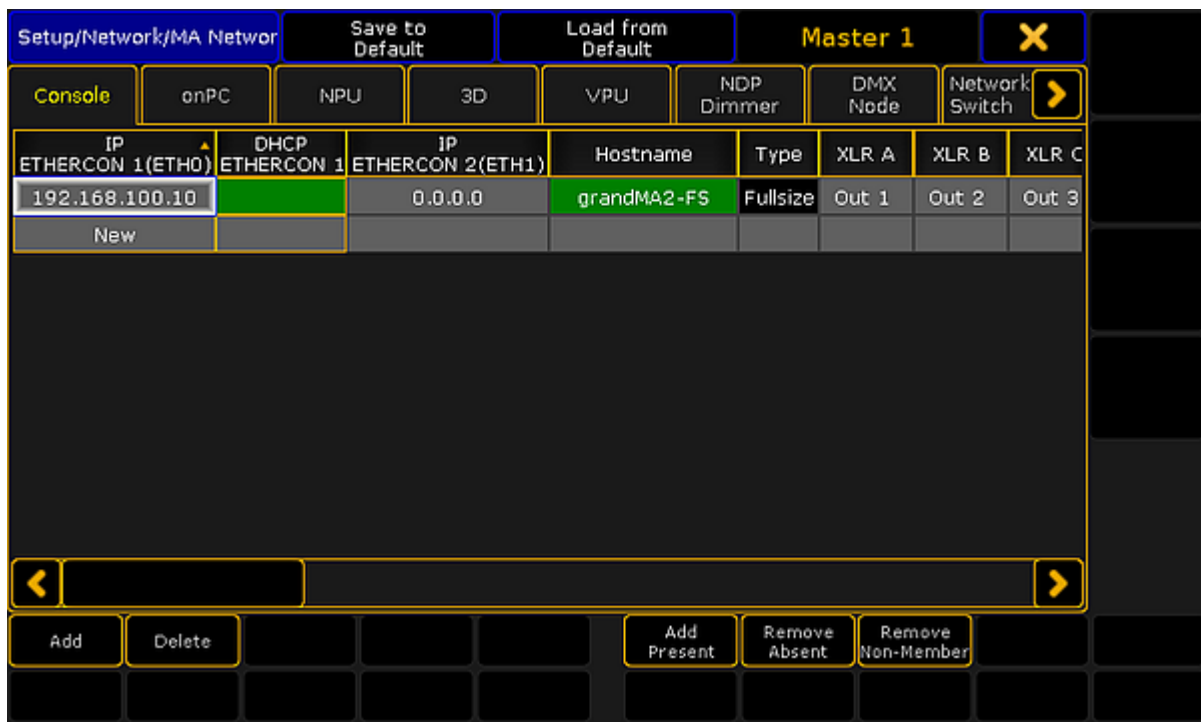 Setup/Network/MA Networ
Save to
Default
Load from
Default
Master 1
Console
onPC
NPU
3D
VPU
NDP
Dimmer
DMX
Node
Network
Switch
IP
ETHERCON 1(ETH0)
DHCP
ETHERCON 1
IP
ETHERCON 2(ETH1)
Hostname
Type
XLR A
XLR B
XLR C
192.168.100.10
0.0.0.0
grandMA2-FS
Fullsize
Out 1
Out 2
Out 3
New
Add
Delete
Add
Present
Remove
Absent
Remove
Non-Member